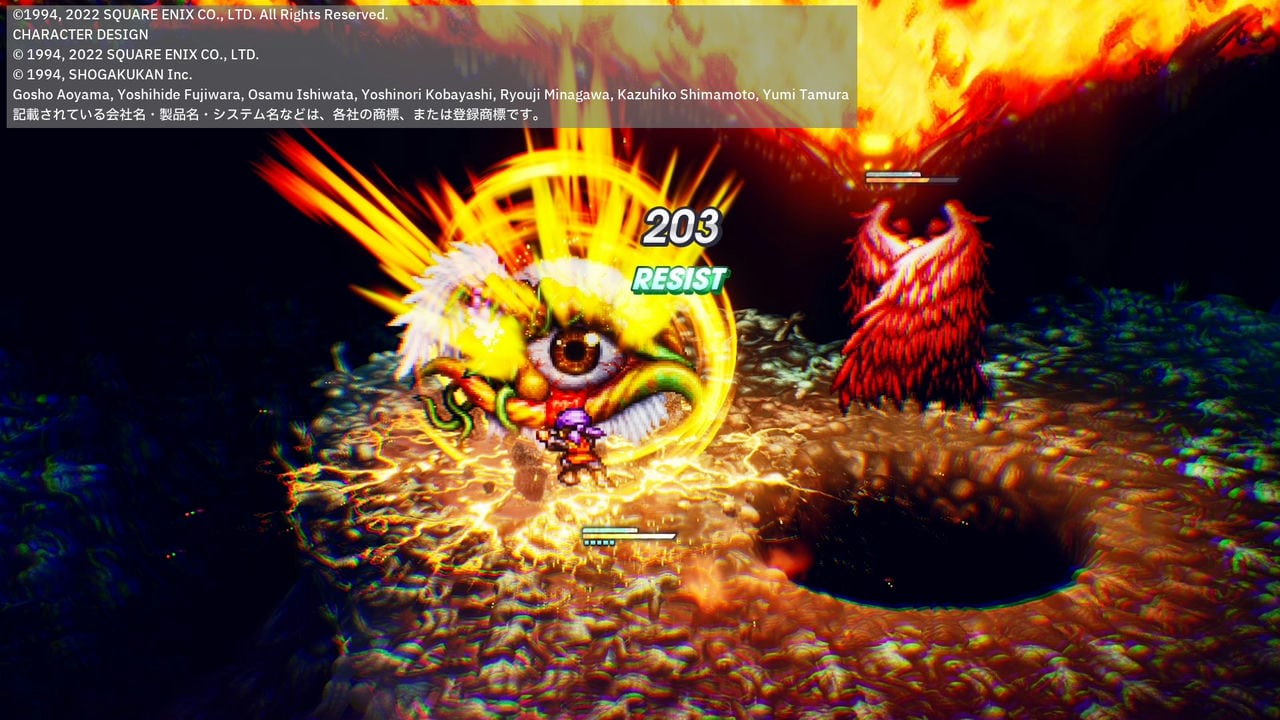 ©1994, 2022 SQUARE ENIX CO., LTD. All Rights Reserved.
CHARACTER DESIGN
© 1994, 2022 SQUARE ENIX CO., LTD.
© 1994, SHOGAKUKAN Inc.
Gosho Aoyama, Yoshihide Fujiwara, Osamu Ishiwata, Yoshinori Kobayashi, Ryouji Minagawa, Kazuhiko Shimamoto, Yumi Tamura
記載されている会社名・製品名・システム名などは、各社の商標、または登録商標です。
203
RESIST